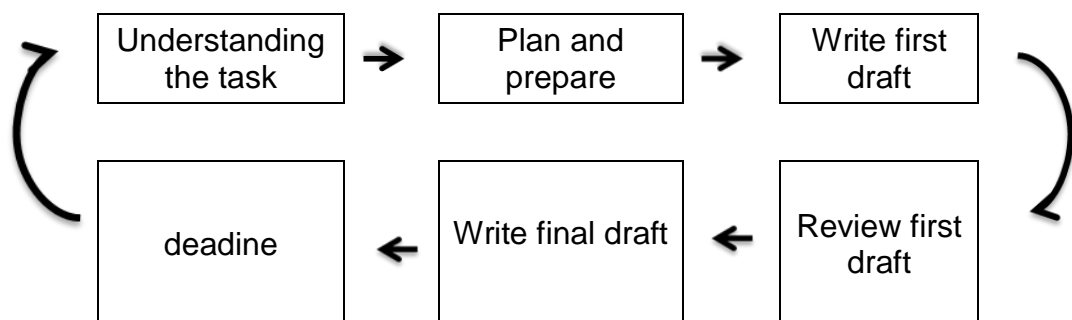 Understanding
the task
Plan and
prepare
Write first
draft
Review first
draft
Write final draft
deadine